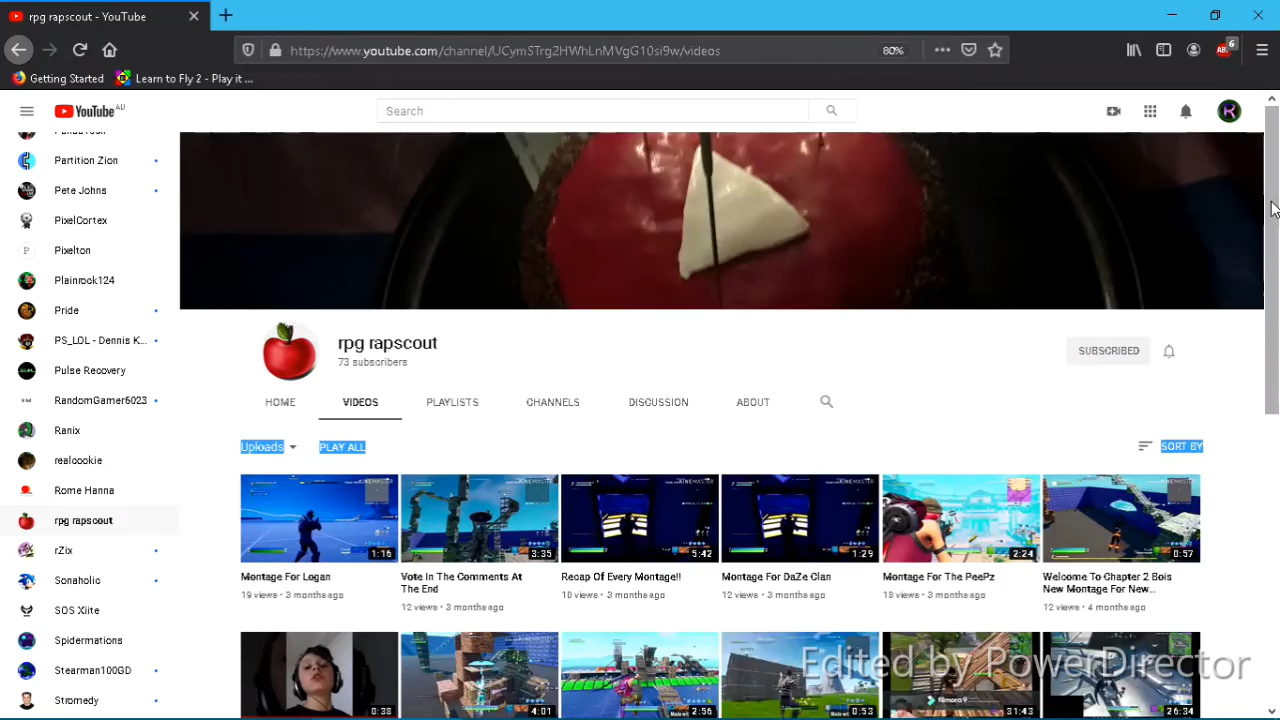 rpg rapscout - YouTube
https://www.youtube.com/channel/UCymSTrg2HWhLnMVgG10si9w/videos
80%
6
Getting Started
Learn to Fly 2 - Play it ...
YouTube AU
Search
Partition Zion
Pete Johns
PixelCortex
P
Pixelton
Plainrock124
Pride
PS_LOL - Dennis K...
Pulse Recovery
RandomGamer6023
Ranix
realcookie
Rome Hanna
rpg rapscout
rZix
Sonaholic
SOS Xiite
Spidermations
Stearman100GD
Stromedy
rpg rapscout
73 subscribers
SUBSCRIBED
HOME
VIDEOS
PLAYLISTS
CHANNELS
DISCUSSION
ABOUT
Uploads
PLAY ALL
SORT BY
KINEMASTER
1:16
3:35
5:42
1:29
2:24
0:57
Montage For Logan
19 views • 3 months ago
Vote In The Comments At
The End
12 views • 3 months ago
Recap Of Every Montage!!
10 views • 3 months ago
Montage For DaZe Clan
12 views • 3 months ago
Montage For The PeePz
18 views • 3 months ago
Welcome To Chapter 2 Bois
New Montage For New...
12 views • 4 months ago
0:38
4:01
2:56
0:53
filmora9
31:43
26:34
Edited by PowerDirector